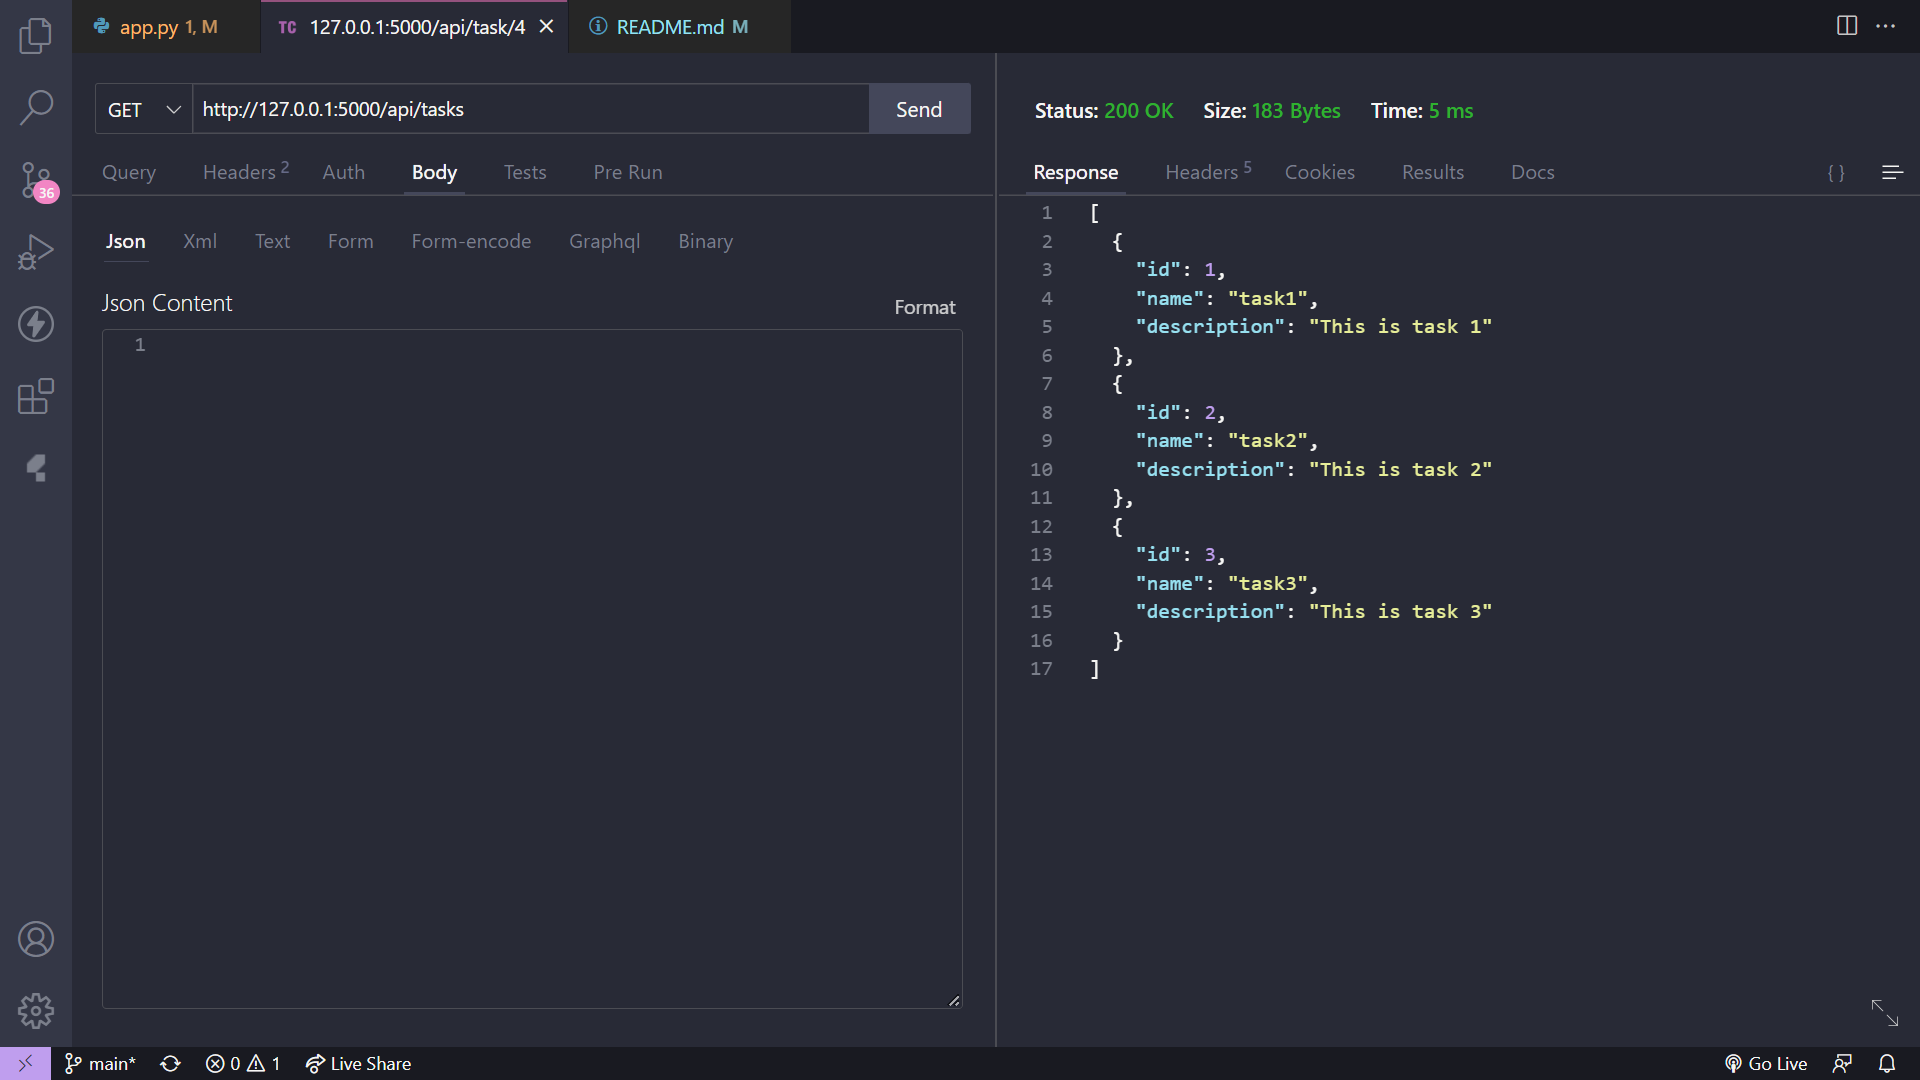 app.py 1, M
TC 127.0.0.1:5000/api/task/4
README.md M
GET http://127.0.0.1:5000/api/tasks Send
Query Headers 2 Auth Body Tests Pre Run
Json Xml Text Form Form-encode Graphql Binary
Json Content
Format
1
36
Status: 200 OK Size: 183 Bytes Time: 5 ms
Response Headers 5 Cookies Results Docs { }
1 [
2 {
3 "id": 1,
4 "name": "task1",
5 "description": "This is task 1"
6 },
7 {
8 "id": 2,
9 "name": "task2",
10 "description": "This is task 2"
11 },
12 {
13 "id": 3,
14 "name": "task3",
15 "description": "This is task 3"
16 }
17 ]
main* 0 1 Live Share Go Live